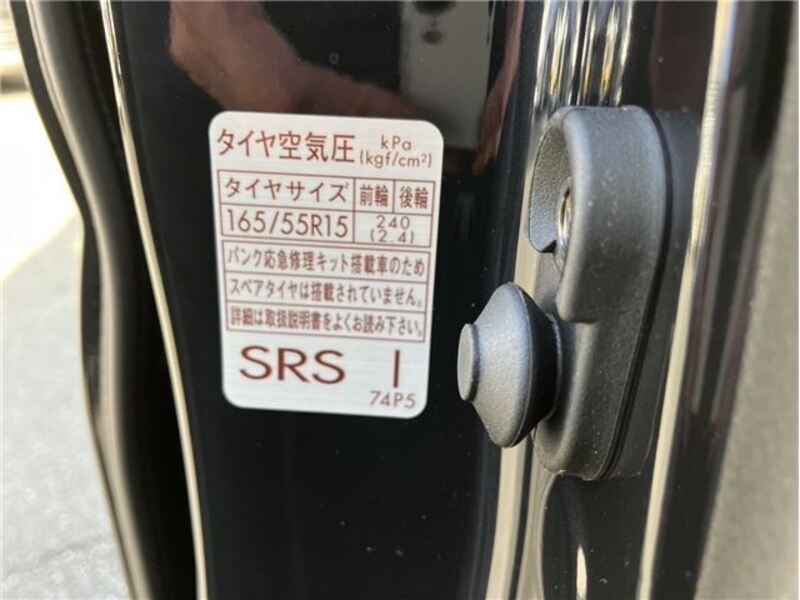 タイヤ空気圧 kPa (kgf/cm²)
タイヤサイズ 前輪 後輪
165/55R15 240 (2.4)
パンク応急修理キット搭載車のため
スペアタイヤは搭載されていません。
詳細は取扱説明書をよくお読み下さい。
SRS I
74P5